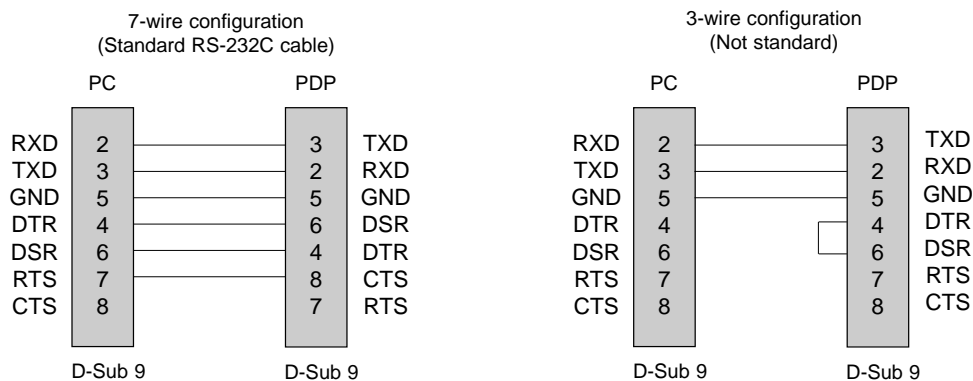 7-wire configuration
(Standard RS-232C cable)
PC PDP
RXD 2 3 TXD
TXD 3 2 RXD
GND 5 5 GND
DTR 4 6 DSR
DSR 6 4 DTR
RTS 7 8 CTS
CTS 8 7 RTS
D-Sub 9 D-Sub 9
3-wire configuration
(Not standard)
PC PDP
RXD 2 3 TXD
TXD 3 2 RXD
GND 5 5 GND
DTR 4 4 DTR
DSR 6 6 DSR
RTS 7 7 RTS
CTS 8 8 CTS
D-Sub 9 D-Sub 9